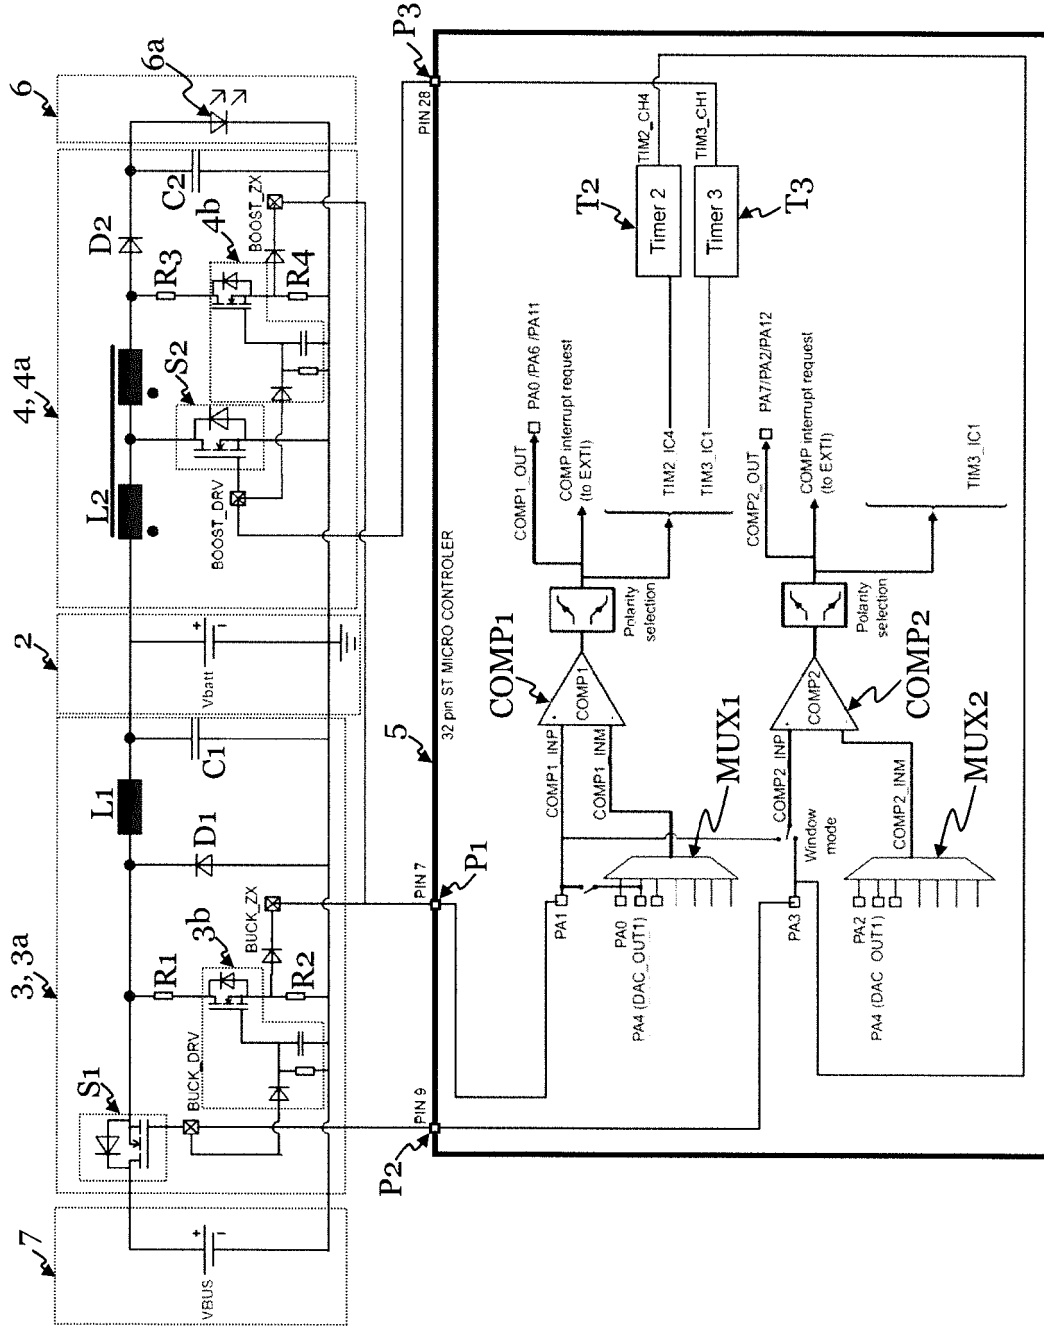 7
3, 3a
2
4, 4a
6
6a
S1
L1
L2
D2
VBUS
+
-
R1
D1
C1
Vbatt
+
-
S2
R3
C2
BUCK_DRV
3b
R2
BUCK_ZX
BOOST_DRV
4b
R4
BOOST_ZX
P2
PIN 9
PIN 7
P1
5
32 pin ST MICRO CONTROLER
PIN 28
P3
COMP1
COMP1_OUT
PA0 /PA6 /PA11
T2
TIM2_CH4
Timer 2
Timer 3
TIM3_CH1
T3
PA1
COMP1_INP
COMP1_INM
COMP1
+
-
Polarity
selection
COMP interrupt request
(to EXTI)
TIM2_IC4
TIM3_IC1
PA0
PA4 (DAC_OUT1)
MUX1
COMP2_OUT
PA7/PA2/PA12
PA3
Window
mode
COMP2_INP
COMP2_INM
COMP2
+
-
Polarity
selection
COMP interrupt request
(to EXTI)
COMP2
TIM3_IC1
PA2
PA4 (DAC_OUT1)
MUX2